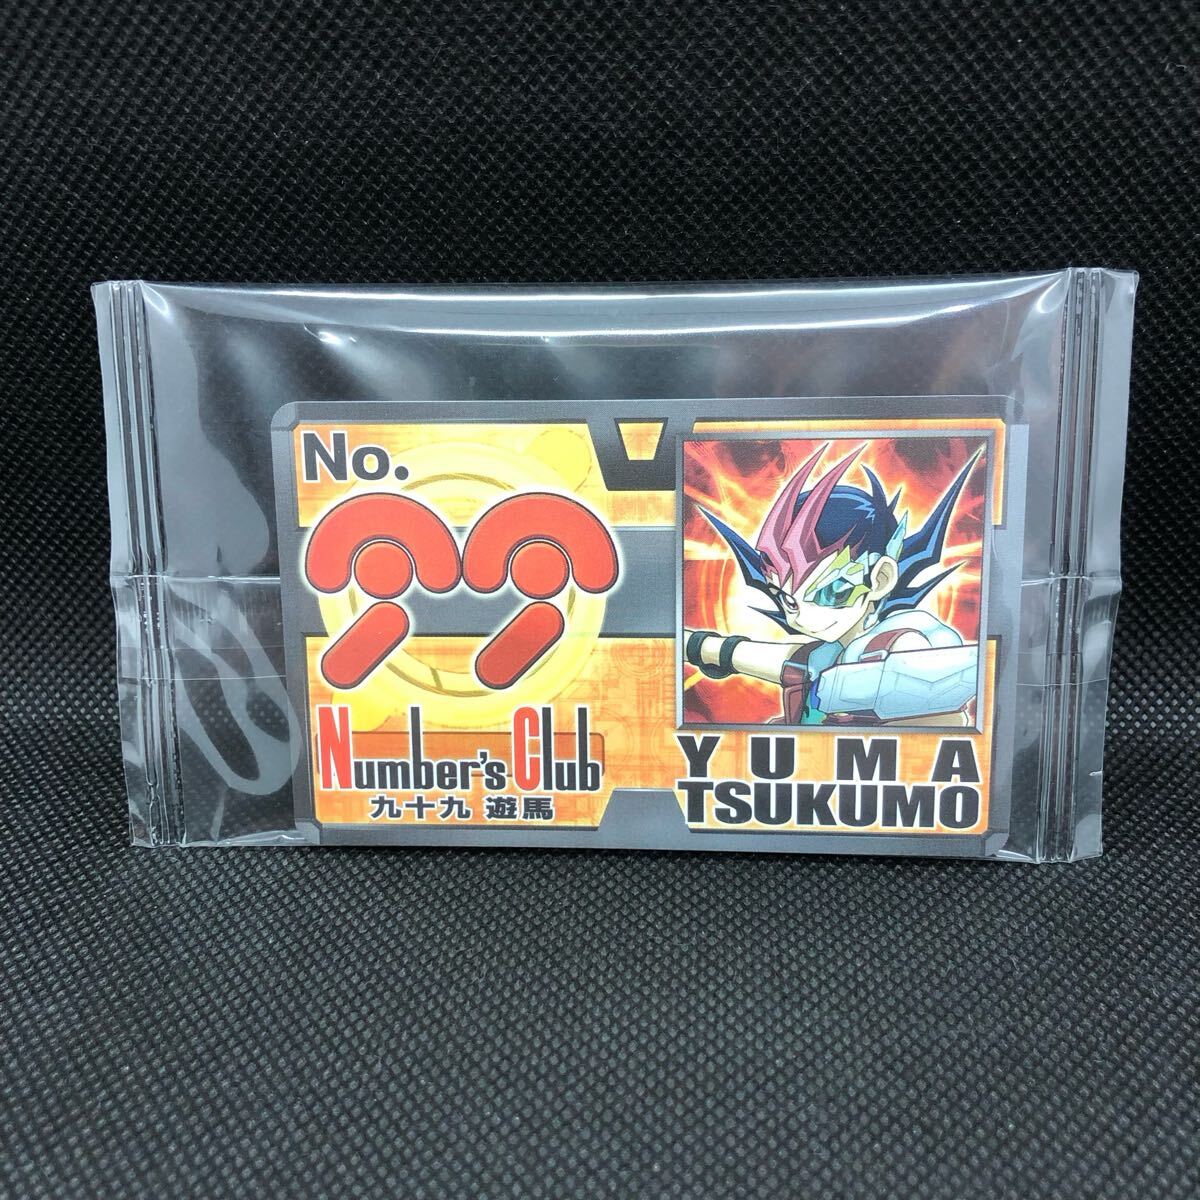 No.
99
Number's Club
九十九 遊馬
YUMA
TSUKUMO